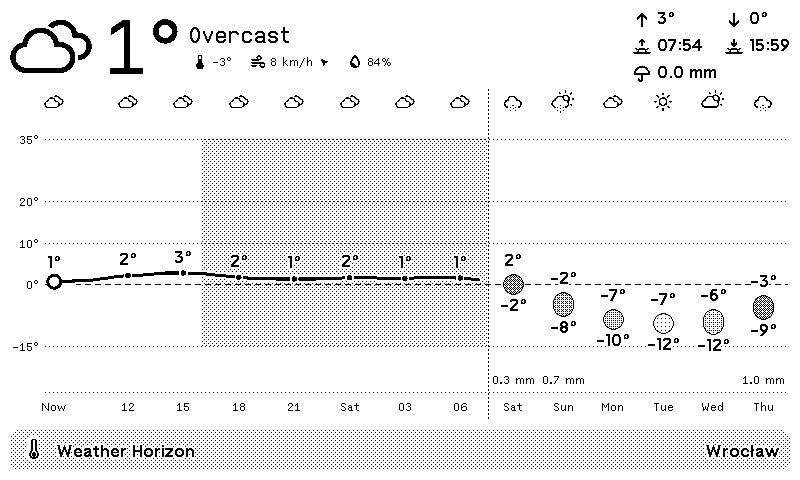 1° Overcast
-3° 8 km/h 84%
↑ 3° ↓ 0°
07:54 15:59
0.0 mm
35°
20°
10°
0°
-15°
1° 2° 3° 2° 1° 2° 1° 1°
2° -2° -7° -7° -6° -3°
-2° -8° -10° -12° -12° -9°
0.3 mm 0.7 mm 1.0 mm
Now 12 15 18 21 Sat 03 06 Sat Sun Mon Tue Wed Thu
Weather Horizon Wrocław